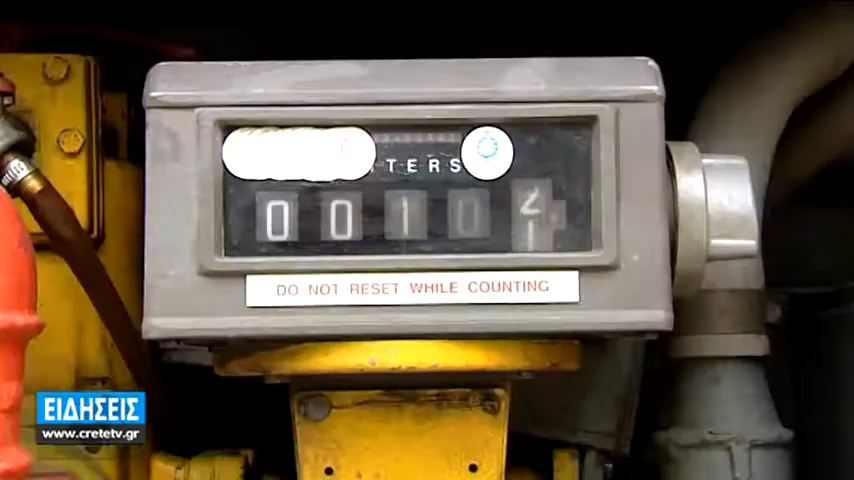 TERS
0 0 1 0
DO NOT RESET WHILE COUNTING
ΕΙΔΗΣΕΙΣ
www.cretetv.gr